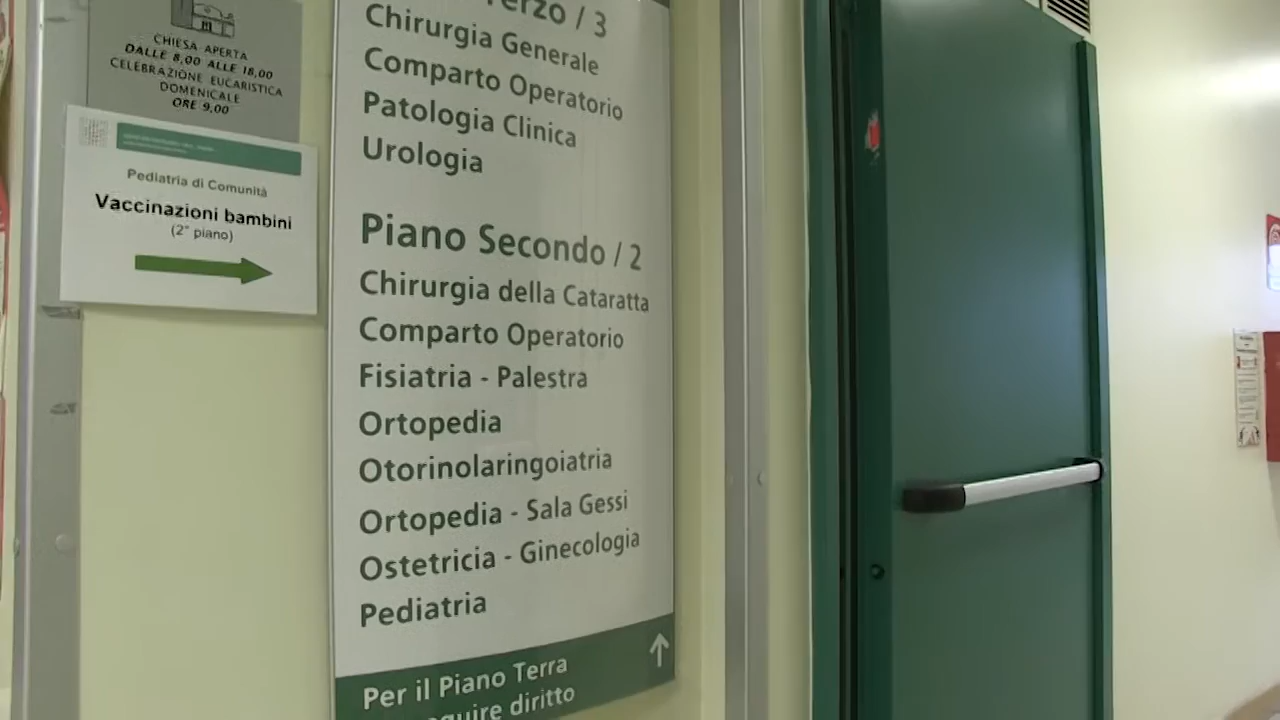 CHIESA APERTA
DALLE 8,00 ALLE 18,00
CELEBRAZIONE EUCARISTICA
DOMENICALE
ORE 9,00
Pediatria di Comunità
Vaccinazioni bambini
(2° piano)
/ 3
Chirurgia Generale
Comparto Operatorio
Patologia Clinica
Urologia
Piano Secondo / 2
Chirurgia della Cataratta
Comparto Operatorio
Fisiatria - Palestra
Ortopedia
Otorinolaringoiatria
Ortopedia - Sala Gessi
Ostetricia - Ginecologia
Pediatria
Per il Piano Terra
diritto